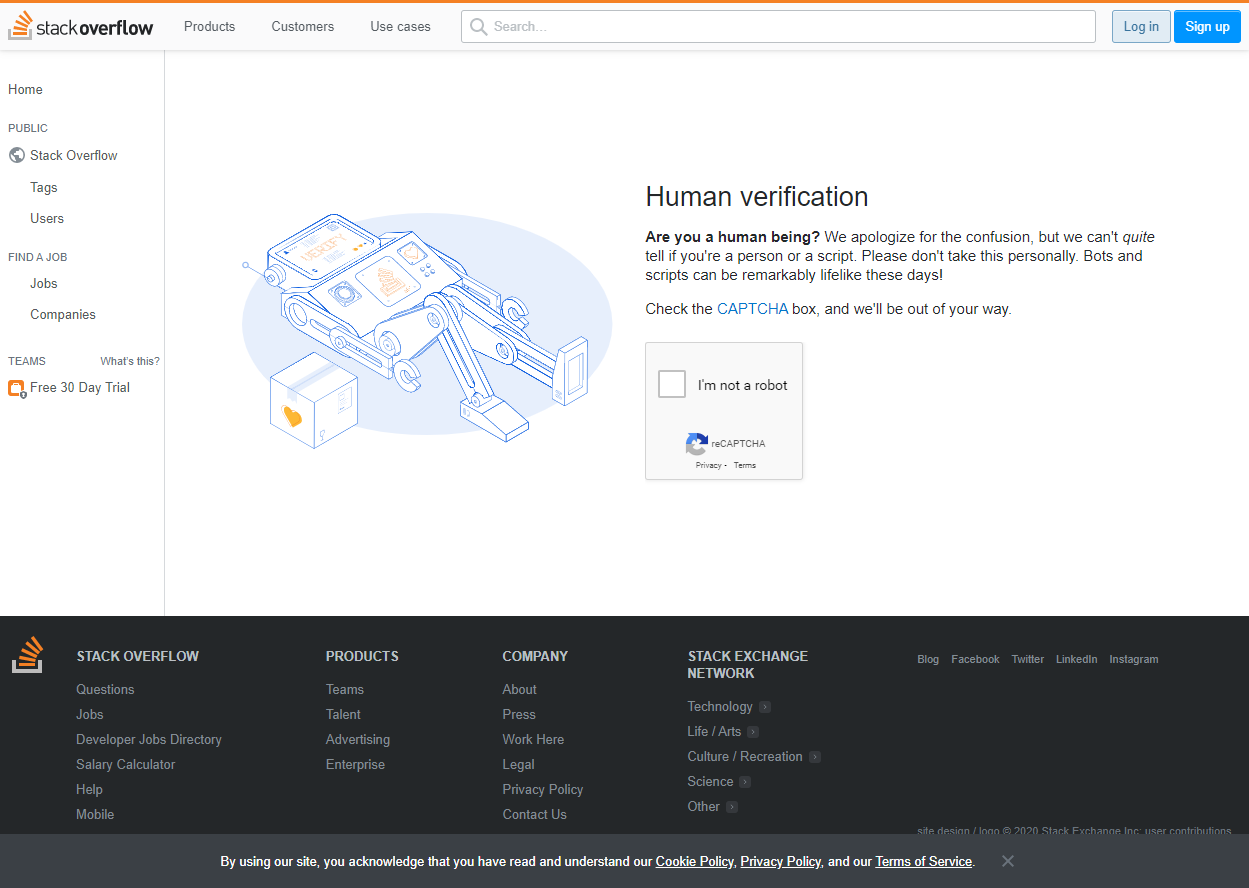 stack overflow
Products
Customers
Use cases
Search...
Log in
Sign up
Home
PUBLIC
Stack Overflow
Tags
Users
FIND A JOB
Jobs
Companies
TEAMS
What's this?
Free 30 Day Trial
VERIFY
Human verification
Are you a human being? We apologize for the confusion, but we can't quite
tell if you're a person or a script. Please don't take this personally. Bots and
scripts can be remarkably lifelike these days!
Check the CAPTCHA box, and we'll be out of your way.
I'm not a robot
reCAPTCHA
Privacy - Terms
STACK OVERFLOW
Questions
Jobs
Developer Jobs Directory
Salary Calculator
Help
Mobile
PRODUCTS
Teams
Talent
Advertising
Enterprise
COMPANY
About
Press
Work Here
Legal
Privacy Policy
Contact Us
STACK EXCHANGE
NETWORK
Technology
Life / Arts
Culture / Recreation
Science
Other
Blog Facebook Twitter LinkedIn Instagram
site design / logo © 2020 Stack Exchange Inc; user contributions
By using our site, you acknowledge that you have read and understand our Cookie Policy, Privacy Policy, and our Terms of Service.